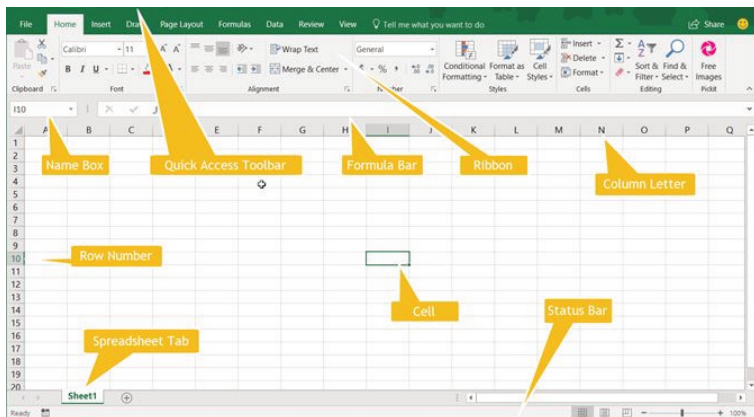 File Home Insert Draw Page Layout Formulas Data Review View Tell me what you want to do Share
Calibri 11 A A Wrap Text General
Paste B I U Merge & Center % Conditional Format as Cell Insert Delete Format Sort & Find & Free
Formatting Table Styles Filter Select Images
Clipboard Font Alignment Number Styles Cells Editing Pickit
I10
A B C E F G H I J K L M N O P Q
1
2
3
4
5
6
7
8
9
10
11
12
13
14
15
16
17
18
19
20
Name Box Quick Access Toolbar Formula Bar Ribbon
Column Letter
Row Number
Cell Status Bar
Spreadsheet Tab
Sheet1
Ready 100%